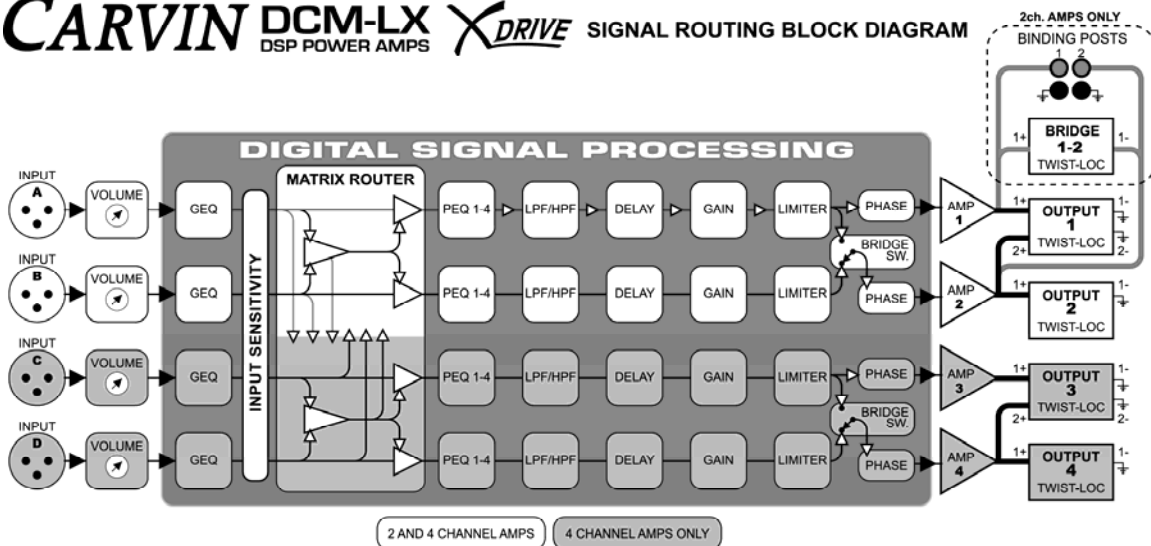 CARVIN DCM-LX DSP POWER AMPS XDRIVE SIGNAL ROUTING BLOCK DIAGRAM
2ch. AMPS ONLY
BINDING POSTS
1 2
1+ BRIDGE 1-
1-2
TWIST-LOC
DIGITAL SIGNAL PROCESSING
MATRIX ROUTER
INPUT SENSITIVITY
INPUT
A
VOLUME
GEQ
PEQ 1-4
LPF/HPF
DELAY
GAIN
LIMITER
PHASE
AMP
1
1+ OUTPUT 1-
1
TWIST-LOC
2+ 2-
BRIDGE
SW.
INPUT
B
VOLUME
GEQ
PEQ 1-4
LPF/HPF
DELAY
GAIN
LIMITER
PHASE
AMP
2
1+ OUTPUT 1-
2
TWIST-LOC
INPUT
C
VOLUME
GEQ
PEQ 1-4
LPF/HPF
DELAY
GAIN
LIMITER
PHASE
AMP
3
1+ OUTPUT 1-
3
TWIST-LOC
2+ 2-
BRIDGE
SW.
INPUT
D
VOLUME
GEQ
PEQ 1-4
LPF/HPF
DELAY
GAIN
LIMITER
PHASE
AMP
4
1+ OUTPUT 1-
4
TWIST-LOC
2 AND 4 CHANNEL AMPS
4 CHANNEL AMPS ONLY